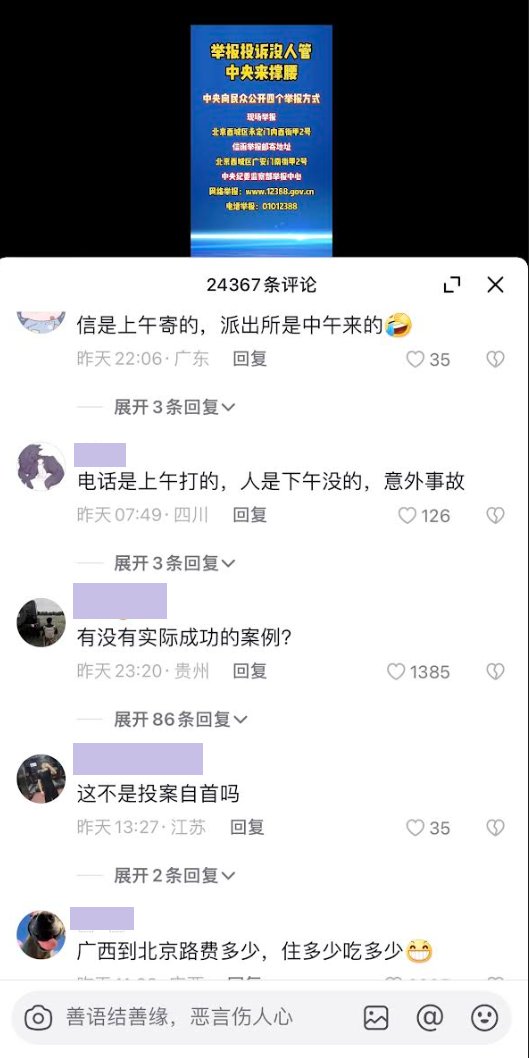 举报投诉没人管
中央来撑腰
中央向民众公开四个举报方式
现场举报
北京西城区永定门内西街甲2号
信函举报邮寄地址
北京西城区广安门南街甲2号
中央纪委监察部举报中心
网络举报：www.12388.gov.cn
电话举报：01012388
24367条评论
信是上午寄的，派出所是中午来的🤣
昨天22:06·广东 回复 35
展开3条回复
电话是上午打的，人是下午没的，意外事故
昨天07:49·四川 回复 126
展开3条回复
有没有实际成功的案例？
昨天23:20·贵州 回复 1385
展开86条回复
这不是投案自首吗
昨天13:27·江苏 回复 35
展开2条回复
广西到北京路费多少，住多少吃多少😁
善语结善缘，恶言伤人心